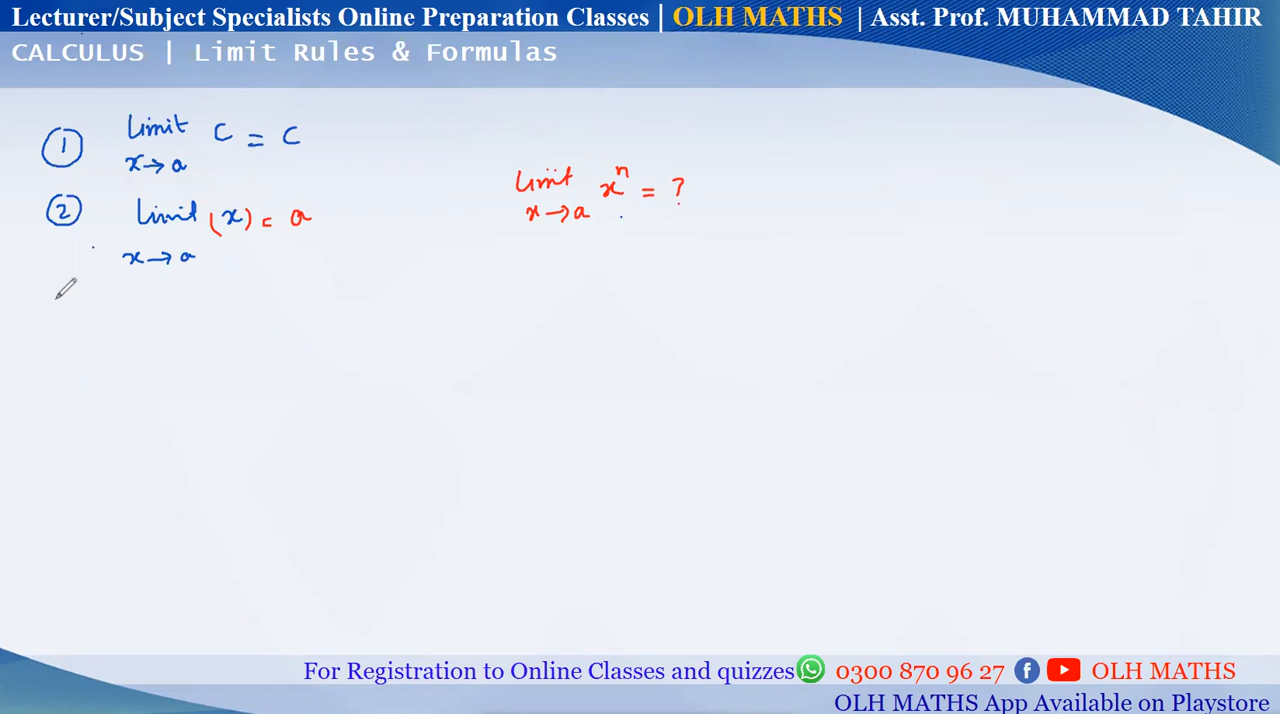 Lecturer/Subject Specialists Online Preparation Classes | OLH MATHS | Asst. Prof. MUHAMMAD TAHIR
CALCULUS | Limit Rules & Formulas
① Limit C = C
x→a
Limit xⁿ = ?
x→a
② Limit (x) = a
x→a
For Registration to Online Classes and quizzes 0300 870 96 27 OLH MATHS
OLH MATHS App Available on Playstore